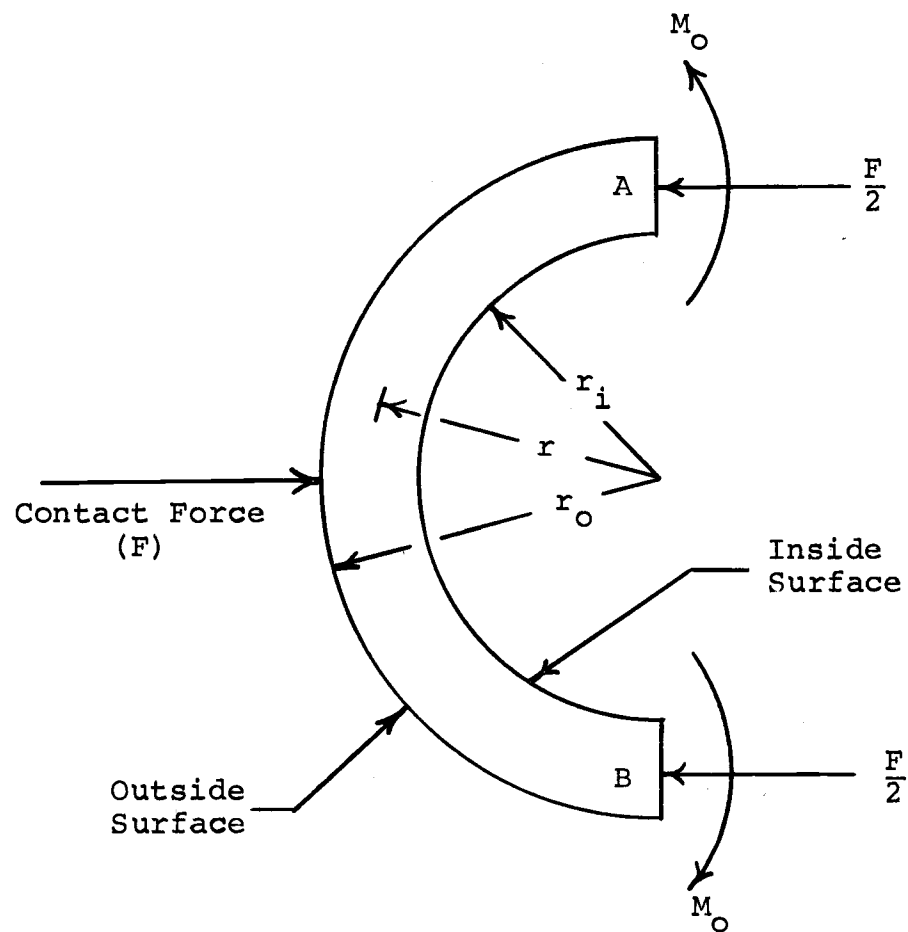 M_o
A
F/2
r_i
r
r_o
Contact Force
(F)
Inside
Surface
B
F/2
Outside
Surface
M_o